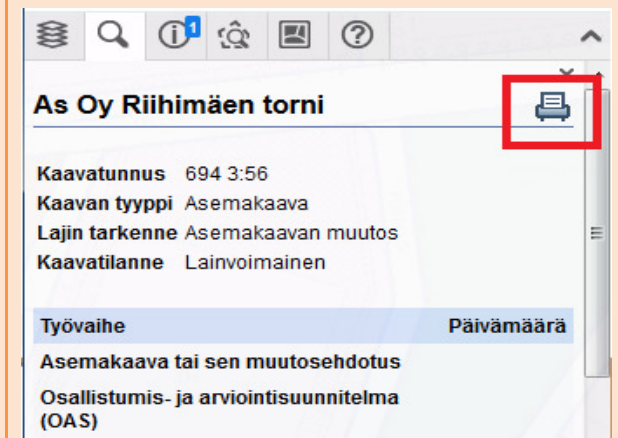 1
As Oy Riihimäen torni
Kaavatunnus 694 3:56
Kaavan tyyppi Asemakaava
Lajin tarkenne Asemakaavan muutos
Kaavatilanne Lainvoimainen
Työvaihe Päivämäärä
Asemakaava tai sen muutosehdotus
Osallistumis- ja arviointisuunnitelma
(OAS)